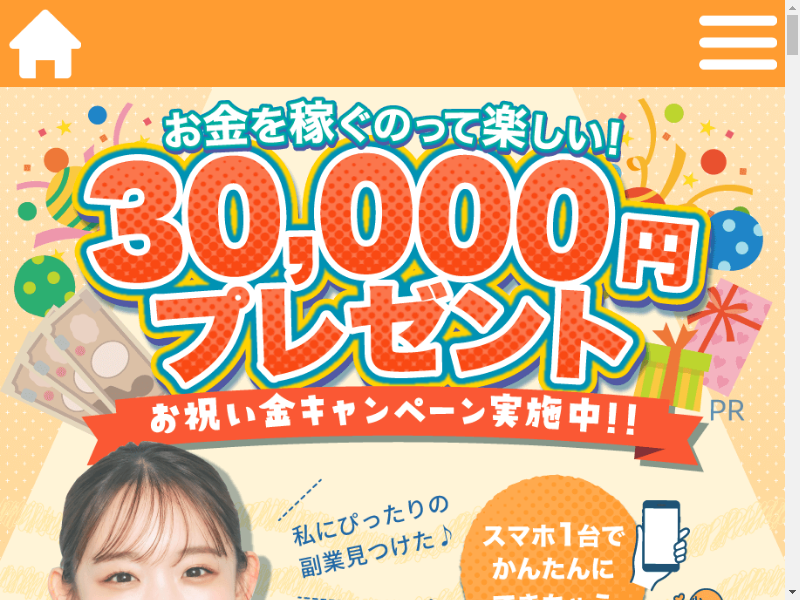 お金を稼ぐのって楽しい!
30,000円
プレゼント
お祝い金キャンペーン実施中!!
PR
私にぴったりの
副業見つけた♪
スマホ1台で
かんたんに